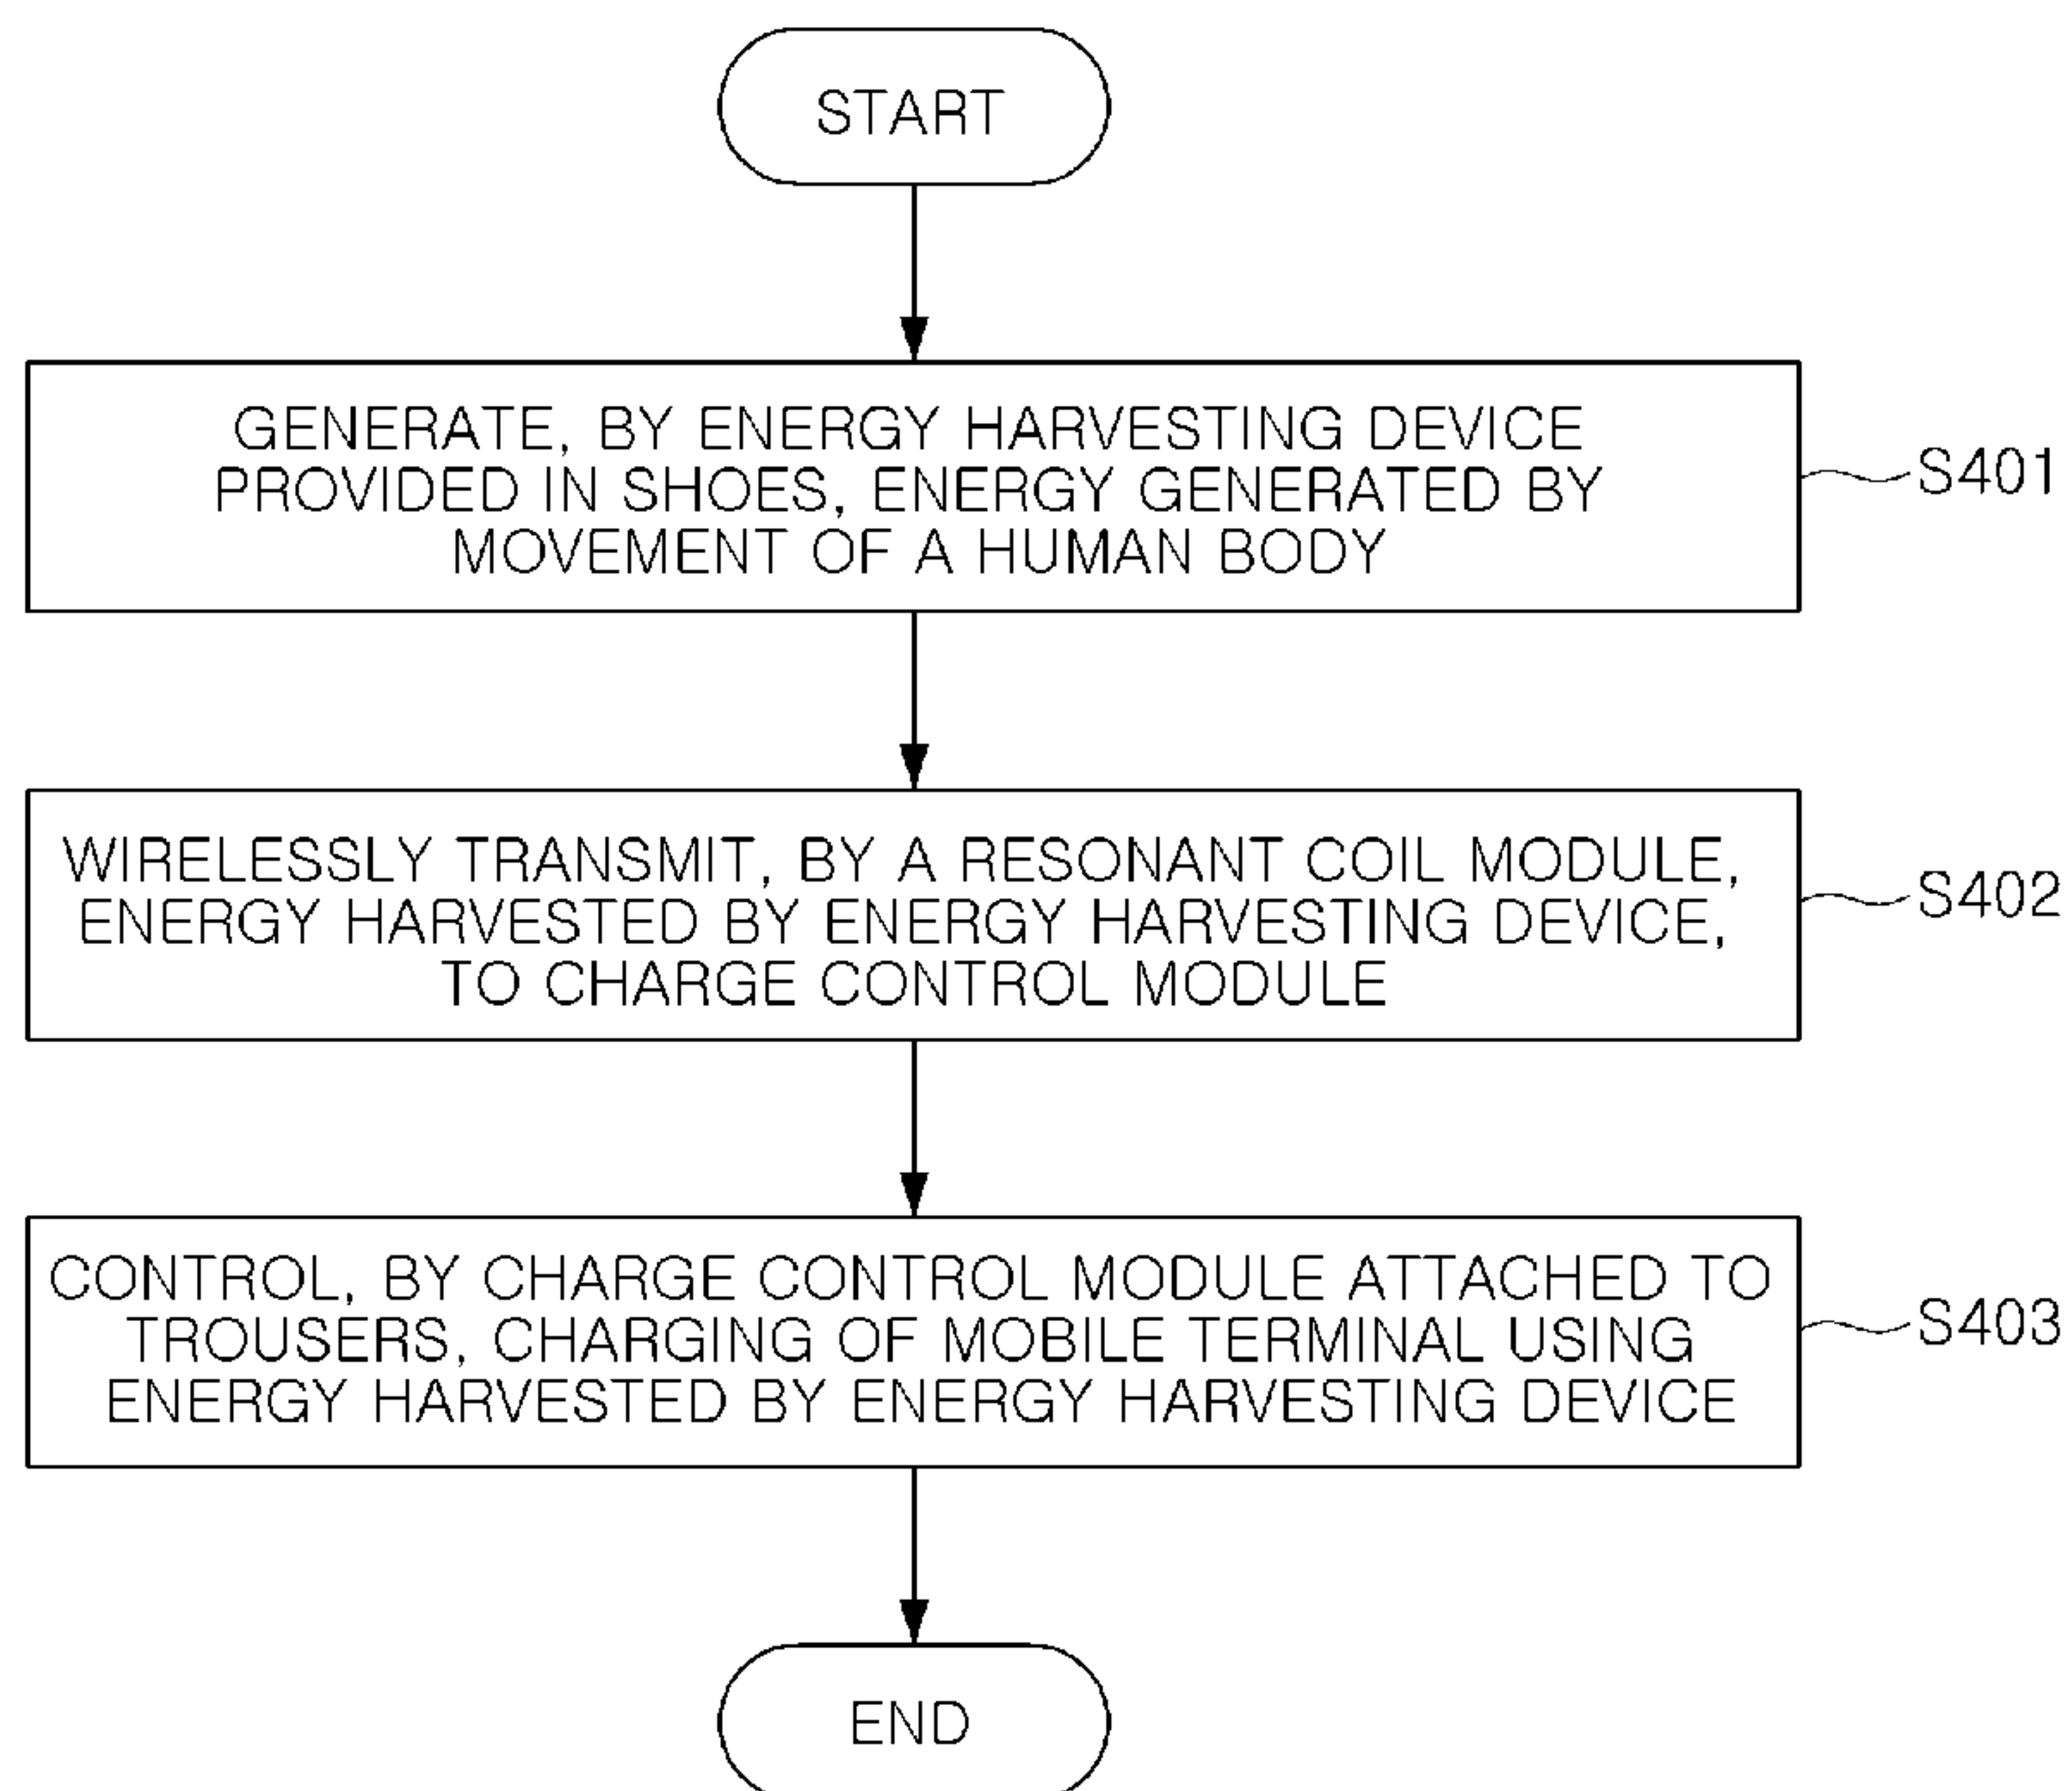 START
GENERATE, BY ENERGY HARVESTING DEVICE
PROVIDED IN SHOES, ENERGY GENERATED BY
MOVEMENT OF A HUMAN BODY
S401
WIRELESSLY TRANSMIT, BY A RESONANT COIL MODULE,
ENERGY HARVESTED BY ENERGY HARVESTING DEVICE,
TO CHARGE CONTROL MODULE
S402
CONTROL, BY CHARGE CONTROL MODULE ATTACHED TO
TROUSERS, CHARGING OF MOBILE TERMINAL USING
ENERGY HARVESTED BY ENERGY HARVESTING DEVICE
S403
END